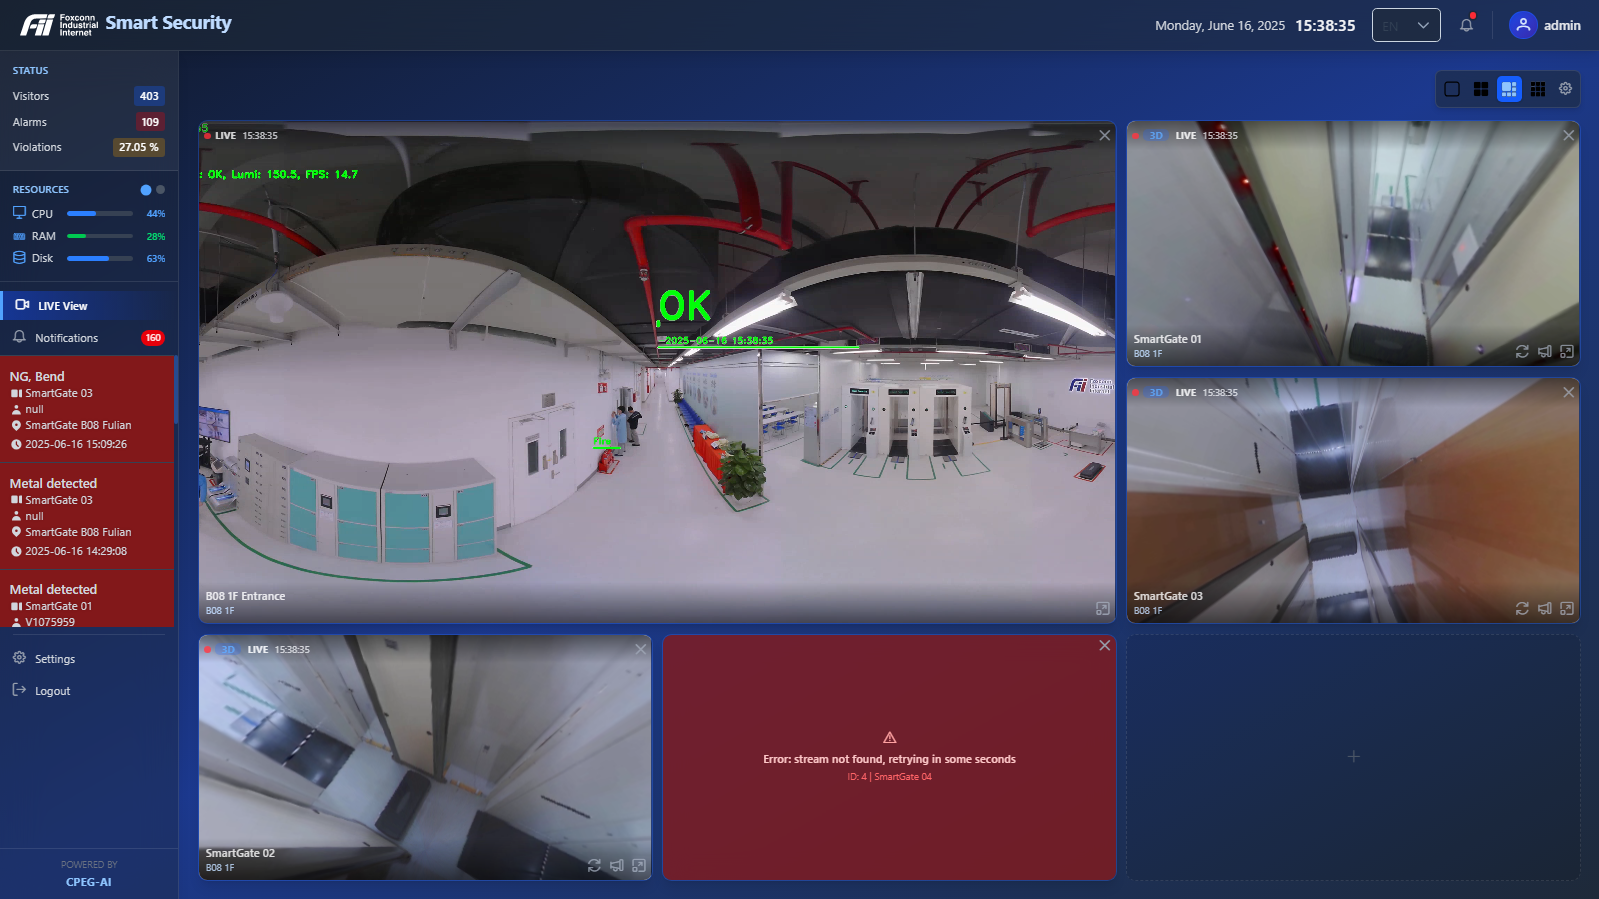 Foxconn
Industrial
Internet
Smart Security
Monday, June 16, 2025 15:38:35
EN
admin
STATUS
Visitors 403
Alarms 109
Violations 27.05 %
RESOURCES
CPU 44%
RAM 28%
Disk 63%
LIVE View
Notifications 160
NG, Bend
SmartGate 03
null
SmartGate B08 Fulian
2025-06-16 15:09:26
Metal detected
SmartGate 03
null
SmartGate B08 Fulian
2025-06-16 14:29:08
Metal detected
SmartGate 01
V1075959
Settings
Logout
POWERED BY
CPEG-AI
LIVE 15:38:35
: OK, Lumi: 150.5, FPS: 14.7
OK
2025-06-16 15:38:35
B08 1F Entrance
B08 1F
3D LIVE 15:38:35
SmartGate 01
B08 1F
3D LIVE 15:38:35
SmartGate 03
B08 1F
3D LIVE 15:38:35
SmartGate 02
B08 1F
Error: stream not found, retrying in some seconds
ID: 4 | SmartGate 04